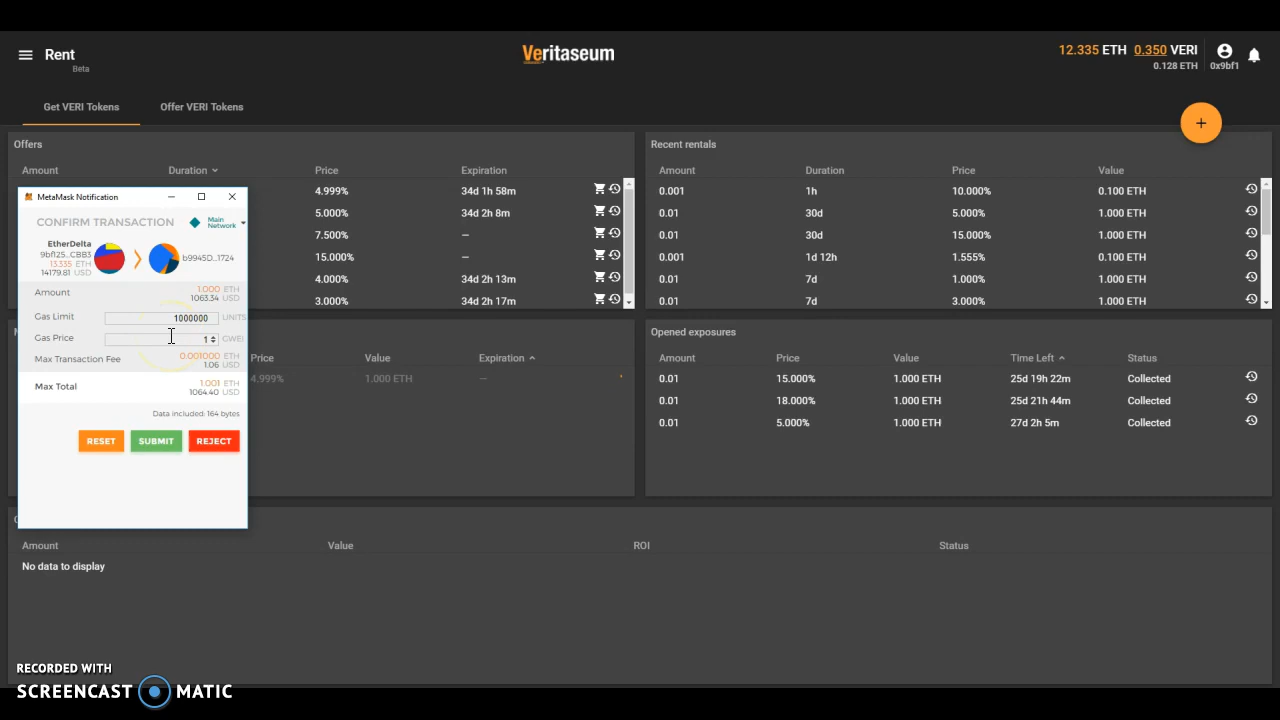 Rent
Beta
Veritaseum
12.335 ETH 0.350 VERI
0.128 ETH
0x9bf1
Get VERI Tokens
Offer VERI Tokens
+
Offers
Amount Duration Price Expiration
4.999% 34d 1h 58m
5.000% 34d 2h 8m
7.500% –
15.000% –
4.000% 34d 2h 13m
3.000% 34d 2h 17m
Recent rentals
Amount Duration Price Value
0.001 1h 10.000% 0.100 ETH
0.01 30d 5.000% 1.000 ETH
0.01 30d 15.000% 1.000 ETH
0.001 1d 12h 1.555% 0.100 ETH
0.01 7d 1.000% 1.000 ETH
0.01 7d 3.000% 1.000 ETH
MetaMask Notification
CONFIRM TRANSACTION
Main
Network
EtherDelta
9bf125...CBB3
13.335 ETH
14179.81 USD
b9945D...1724
Amount 1.000 ETH
1063.34 USD
Gas Limit 1000000 UNITS
Gas Price 1 GWEI
Max Transaction Fee 0.001000 ETH
1.06 USD
Max Total 1.001 ETH
1064.40 USD
Data included: 164 bytes
RESET SUBMIT REJECT
Price Value Expiration
4.999% 1.000 ETH –
Opened exposures
Amount Price Value Time Left Status
0.01 15.000% 1.000 ETH 25d 19h 22m Collected
0.01 18.000% 1.000 ETH 25d 21h 44m Collected
0.01 5.000% 1.000 ETH 27d 2h 5m Collected
Amount Value ROI Status
No data to display
RECORDED WITH
SCREENCAST MATIC